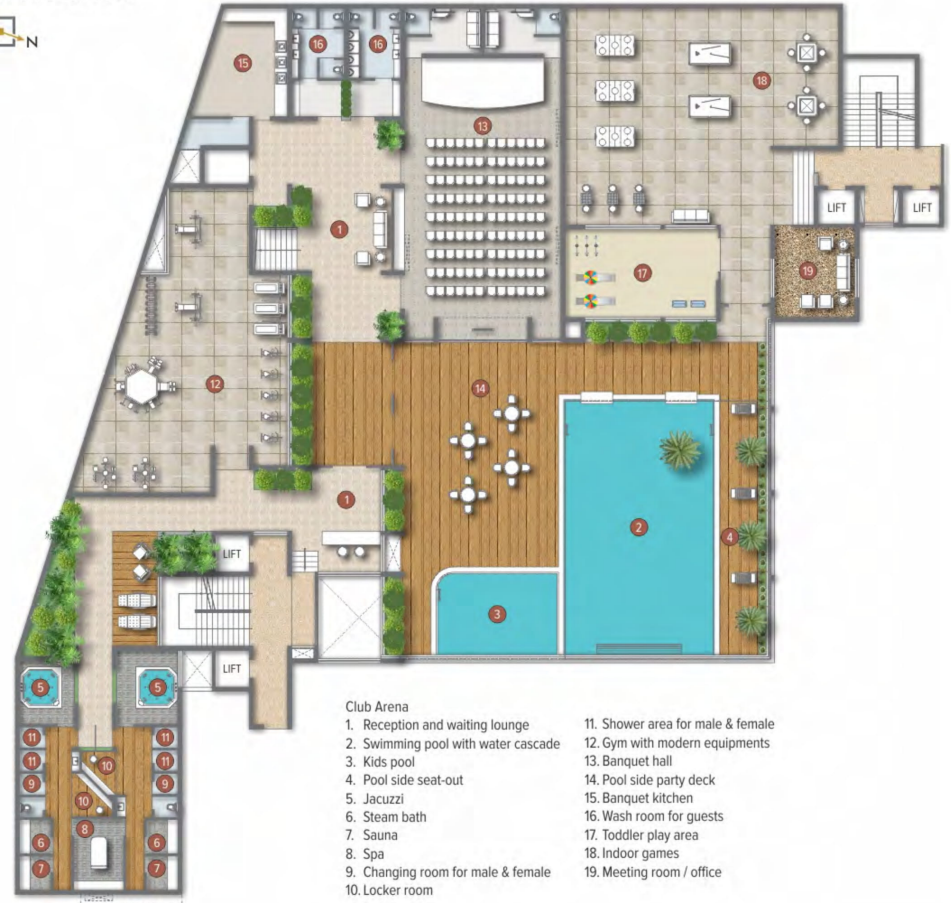 N
15
16
16
13
18
LIFT
LIFT
1
17
19
12
14
1
2
4
LIFT
3
LIFT
5
5
11
11
10
11
11
9
9
10
8
6
6
7
7
Club Arena
1. Reception and waiting lounge
2. Swimming pool with water cascade
3. Kids pool
4. Pool side seat-out
5. Jacuzzi
6. Steam bath
7. Sauna
8. Spa
9. Changing room for male & female
10. Locker room
11. Shower area for male & female
12. Gym with modern equipments
13. Banquet hall
14. Pool side party deck
15. Banquet kitchen
16. Wash room for guests
17. Toddler play area
18. Indoor games
19. Meeting room / office